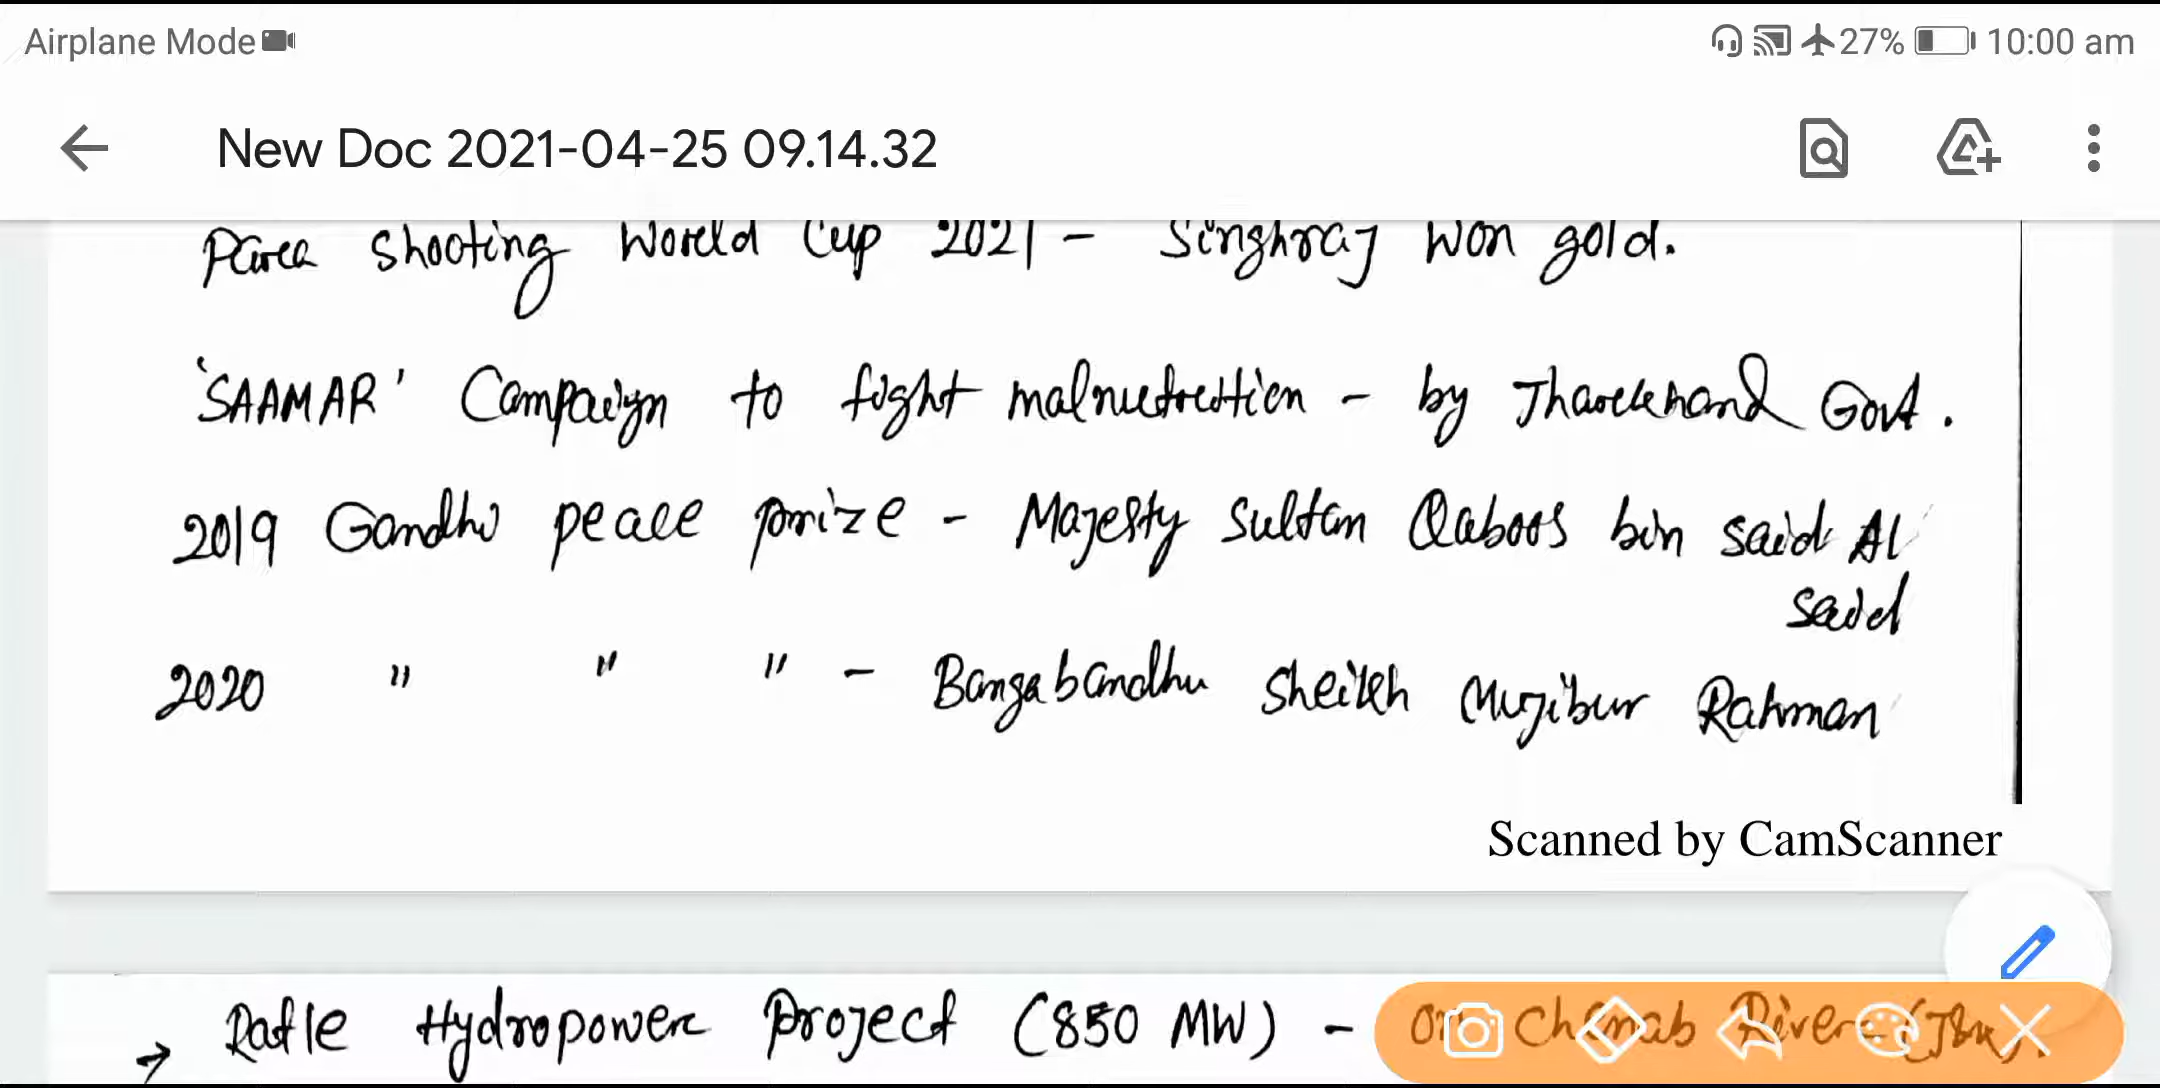 Airplane Mode 27% 10:00 am
New Doc 2021-04-25 09.14.32
Para Shooting World Cup 2021 - Singhraj won gold.
'SAAMAR' Campaign to fight malnutrition - by Jharkhand Govt.
2019 Gandhi peace prize - Majesty Sultan Qaboos bin said Al
said
2020 " " " - Bangabandhu Sheikh Mujibur Rahman
Scanned by CamScanner
→ Ratle Hydropower Project (850 MW) - on Chenab River (J&K).